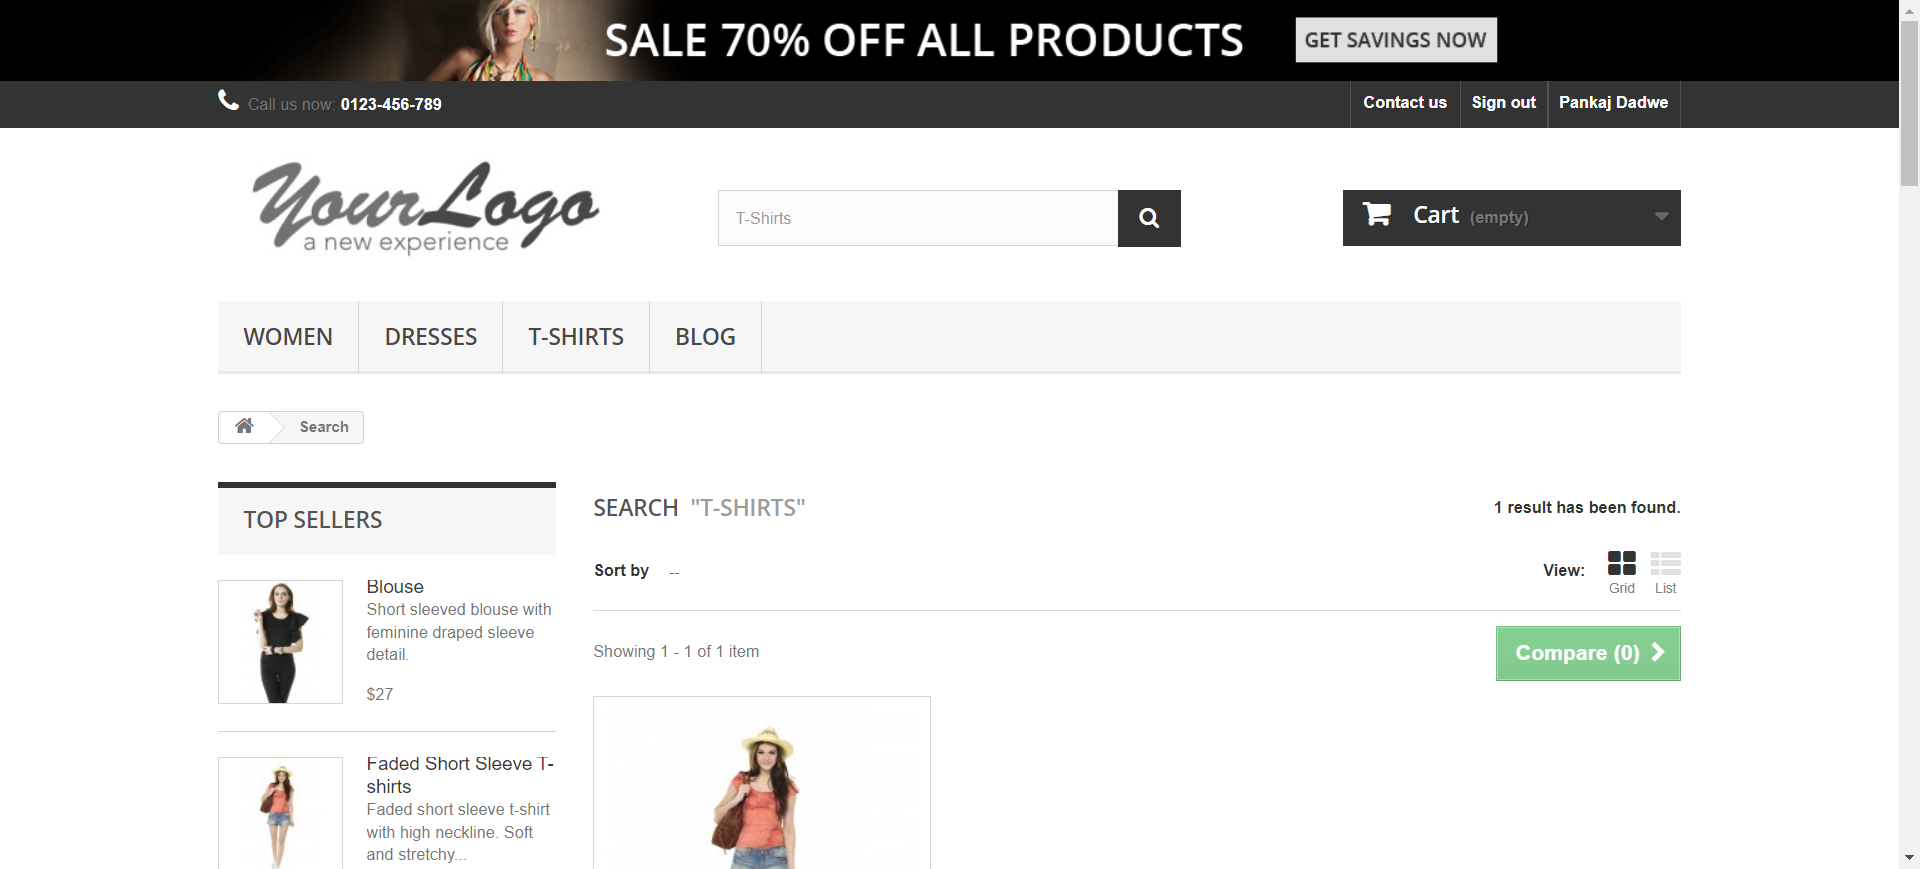 SALE 70% OFF ALL PRODUCTS
GET SAVINGS NOW
Call us now: 0123-456-789
Contact us
Sign out
Pankaj Dadwe
YourLogo
a new experience
T-Shirts
Cart (empty)
WOMEN
DRESSES
T-SHIRTS
BLOG
Search
TOP SELLERS
Blouse
Short sleeved blouse with
feminine draped sleeve
detail.
$27
Faded Short Sleeve T-
shirts
Faded short sleeve t-shirt
with high neckline. Soft
and stretchy...
SEARCH "T-SHIRTS"
1 result has been found.
Sort by --
View:
Grid
List
Showing 1 - 1 of 1 item
Compare (0)